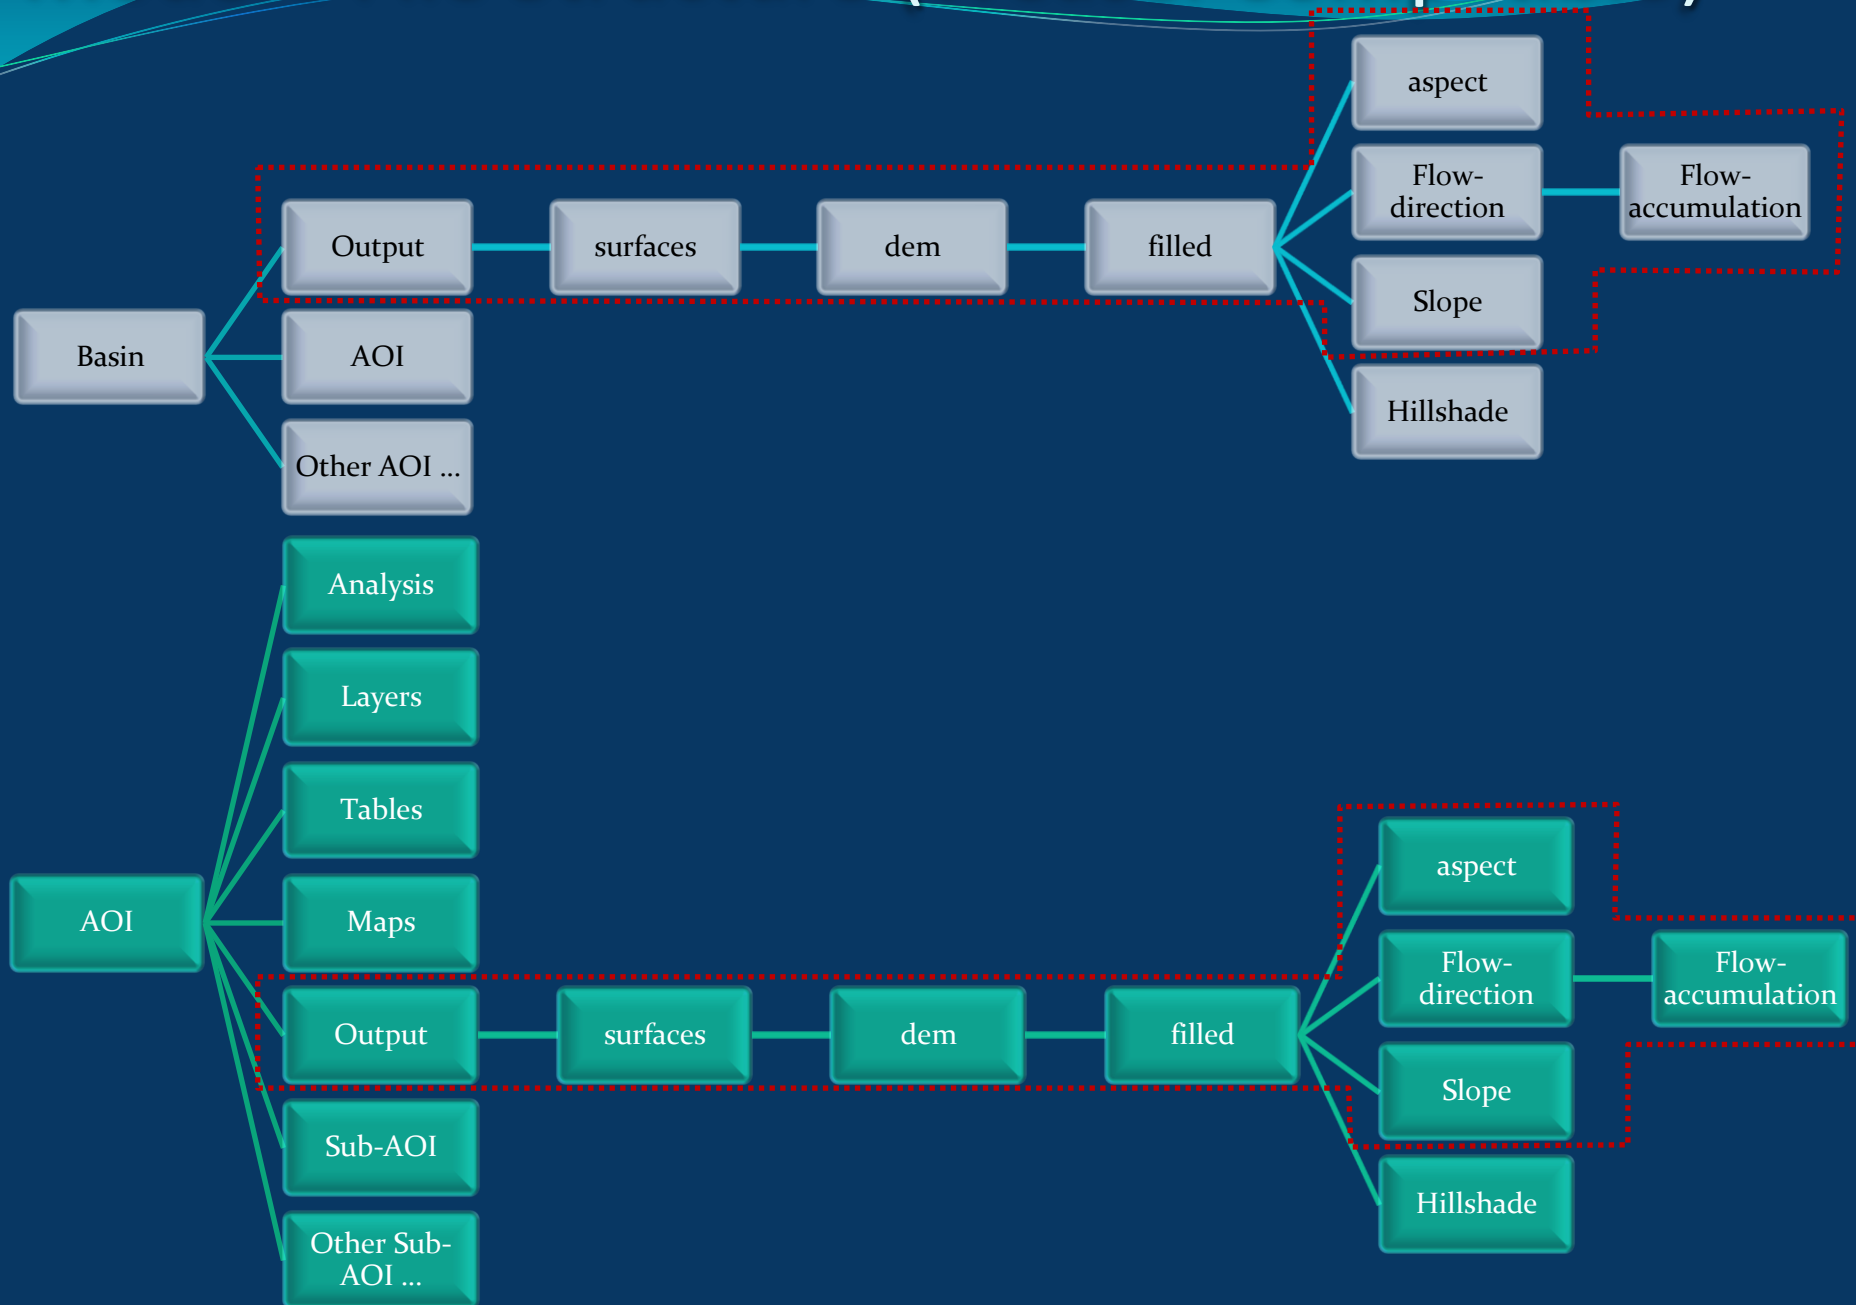 aspect
Flow-
direction
Flow-
accumulation
Output
surfaces
dem
filled
Slope
Basin
AOI
Hillshade
Other AOI ...
Analysis
Layers
Tables
aspect
AOI
Maps
Flow-
direction
Flow-
accumulation
Output
surfaces
dem
filled
Slope
Sub-AOI
Hillshade
Other Sub-
AOI ...